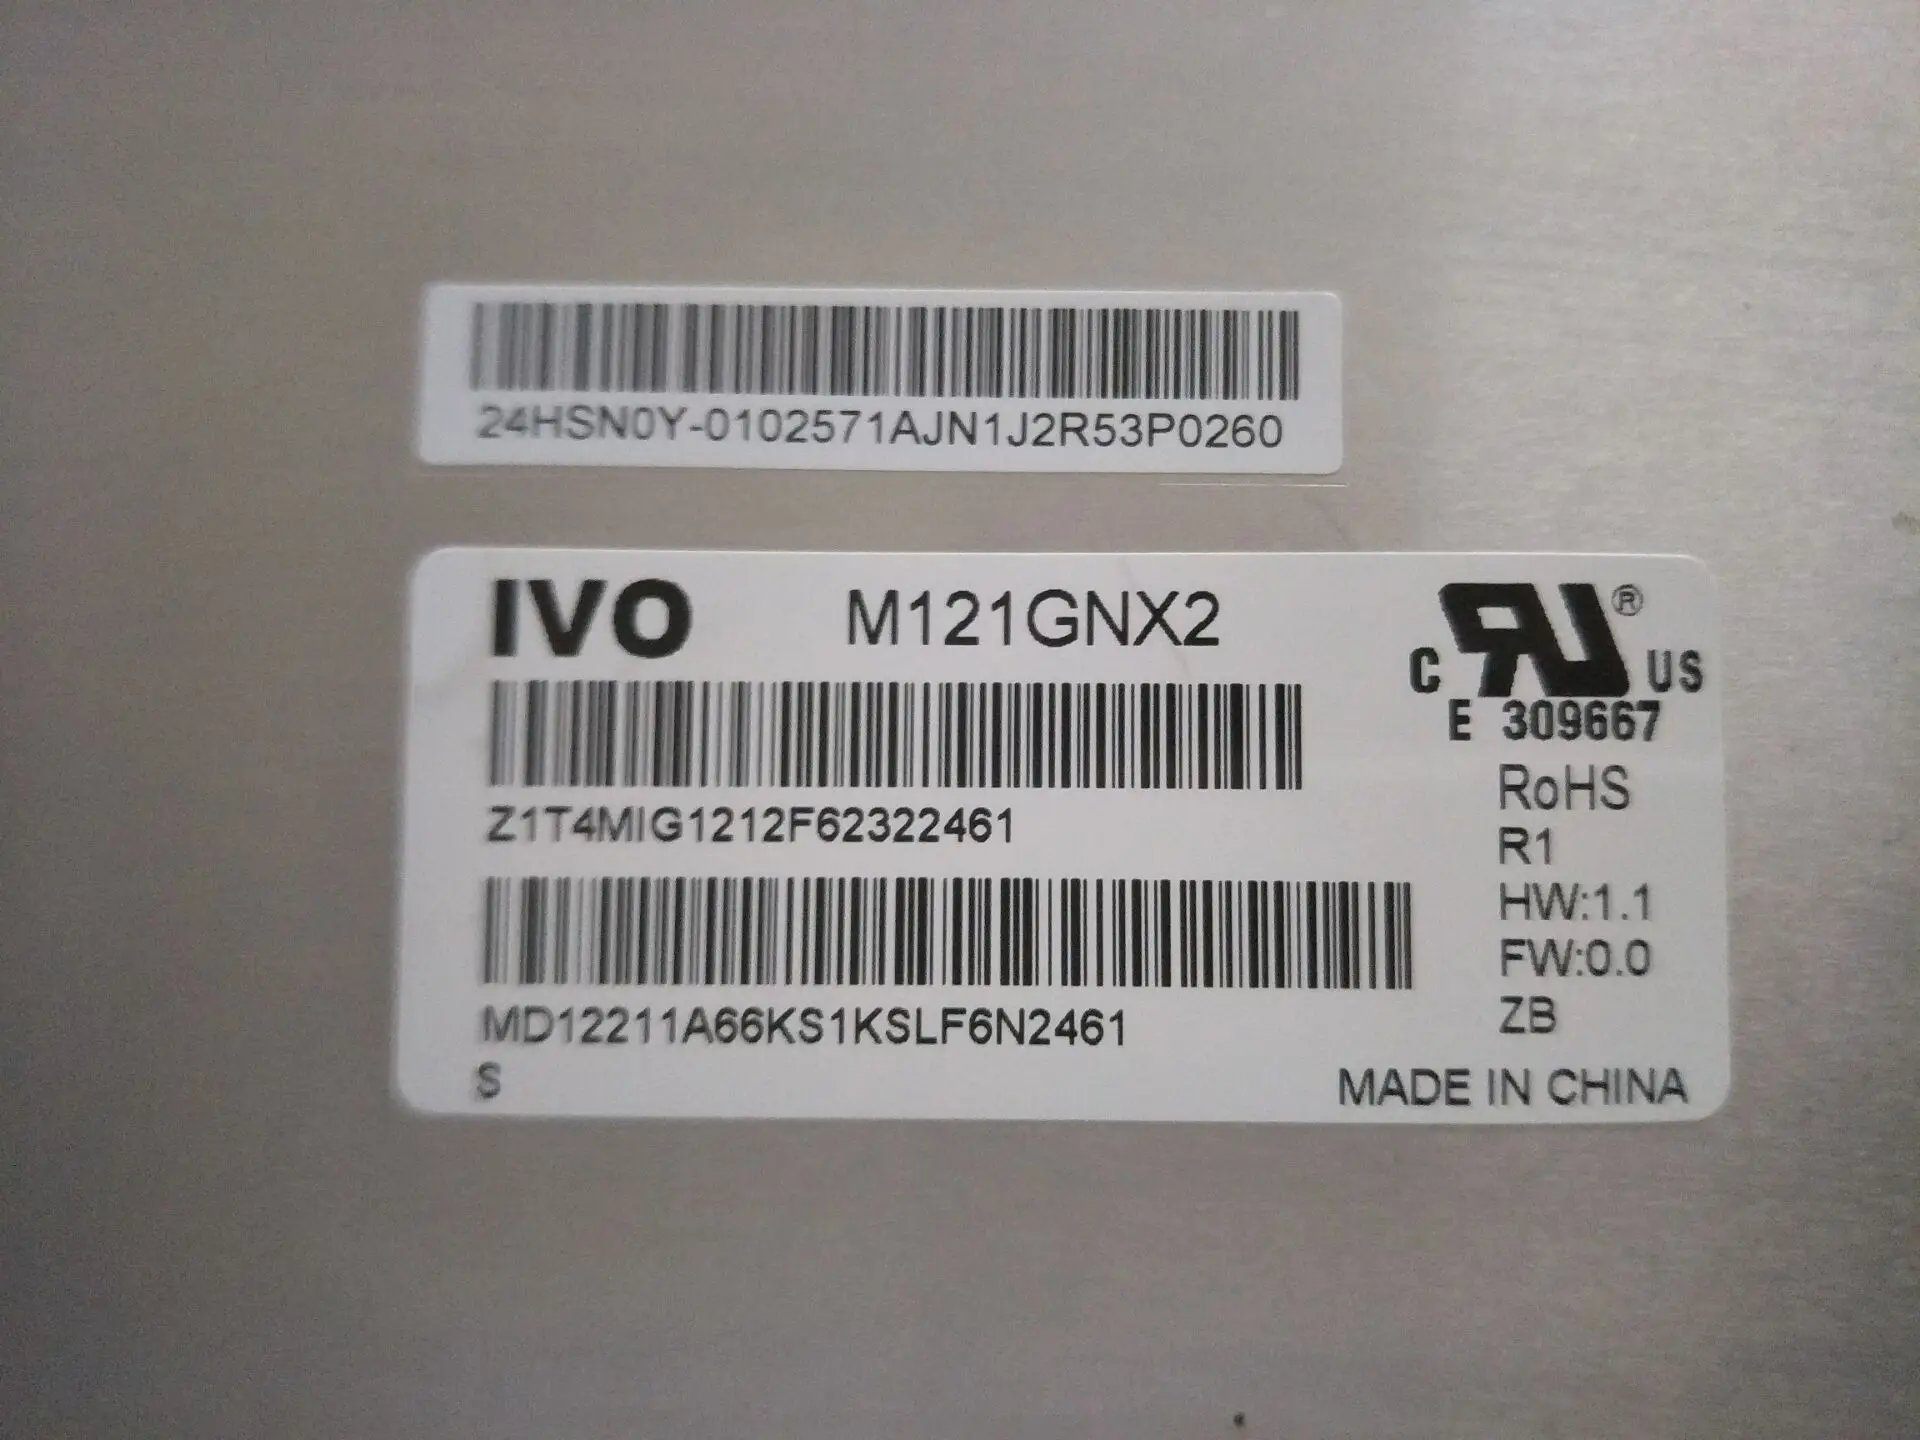 24HSN0Y-0102571AJN1J2R53P0260
IVO M121GNX2
®
C RU US
E 309667
Z1T4MIG1212F62322461
RoHS
R1
HW:1.1
FW:0.0
MD12211A66KS1KSLF6N2461
ZB
S
MADE IN CHINA